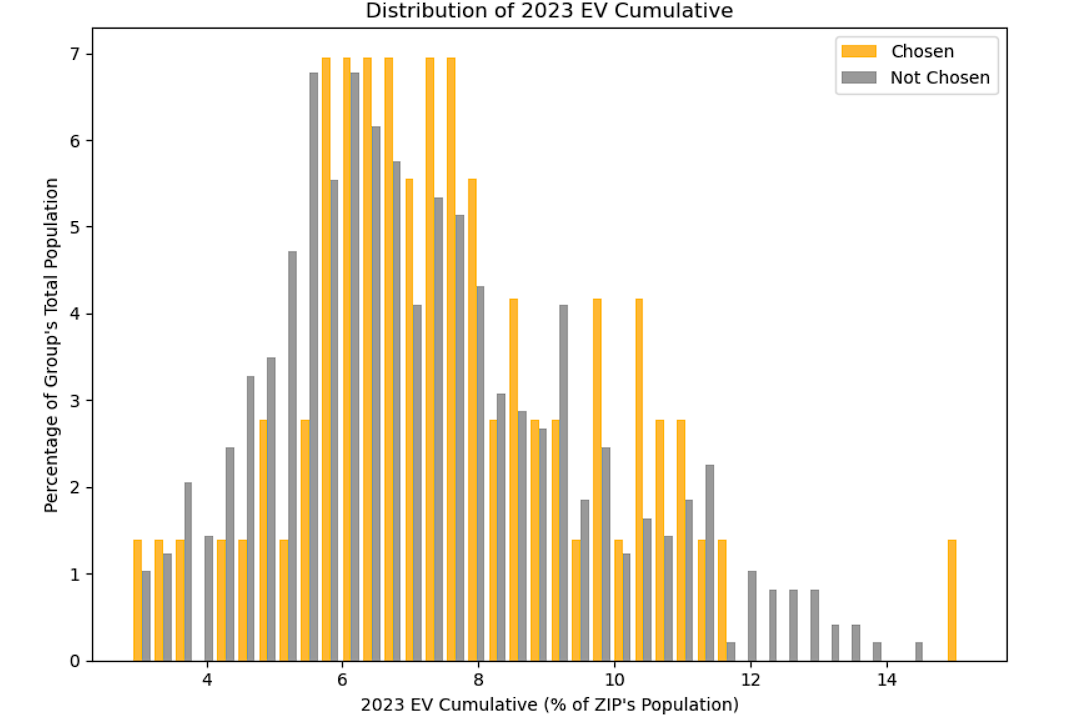 Distribution of 2023 EV Cumulative
Chosen
Not Chosen
Percentage of Group's Total Population
7
6
5
4
3
2
1
0
4 6 8 10 12 14
2023 EV Cumulative (% of ZIP's Population)